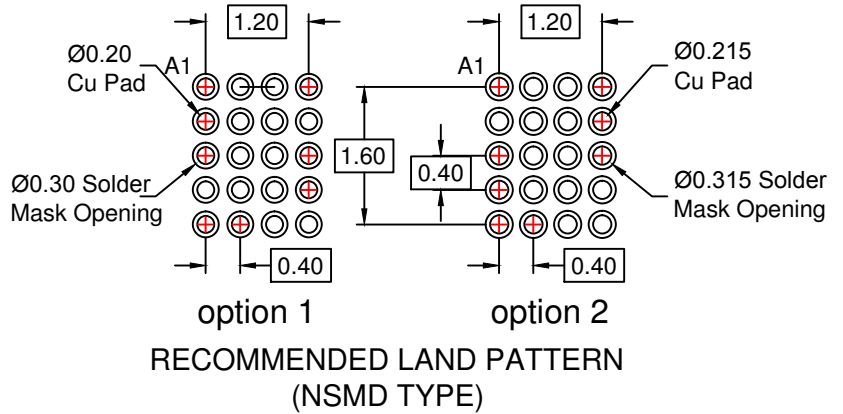 1.20
1.20
Ø0.20
Cu Pad
A1
A1
Ø0.215
Cu Pad
1.60
0.40
Ø0.30 Solder
Mask Opening
Ø0.315 Solder
Mask Opening
0.40
0.40
option 1
option 2
RECOMMENDED LAND PATTERN
(NSMD TYPE)